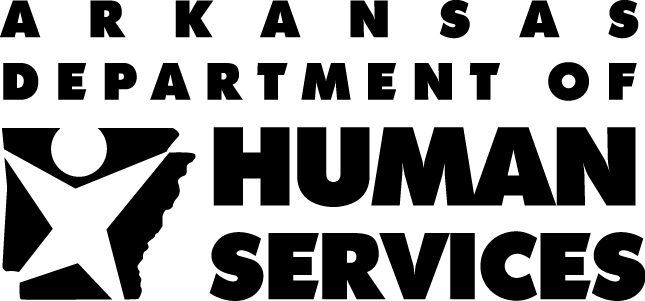 ARKANSAS
DEPARTMENT OF
HUMAN
SERVICES